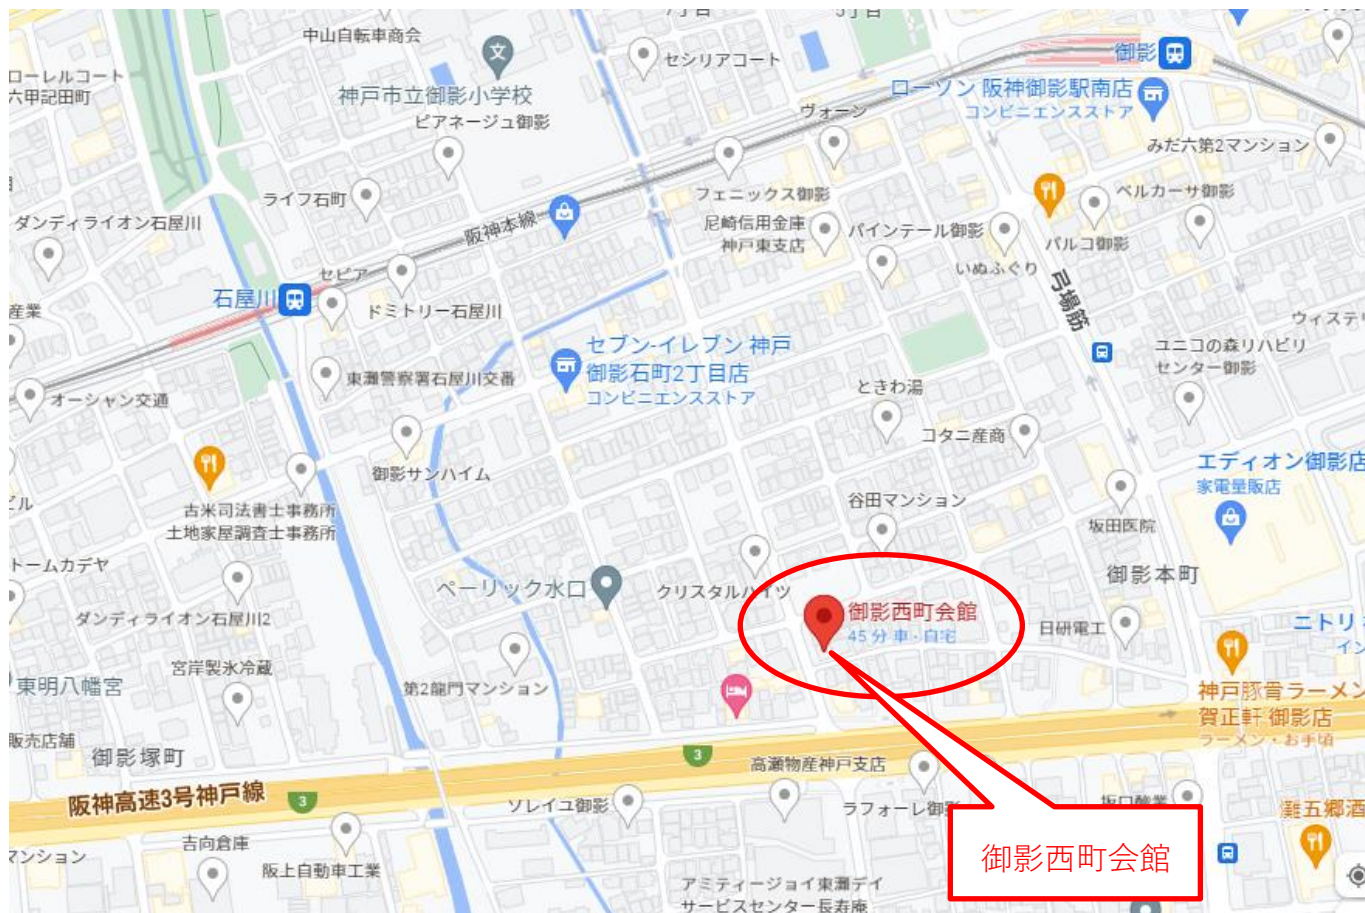 中山自転車商会
セシリアコート
御影
ローレルコート
六甲記田町
神戸市立御影小学校
ピアネージュ御影
ローソン 阪神御影駅南店
コンビニエンスストア
ヴォーン
みだ六第2マンション
ライフ石町
フェニックス御影
ベルカーサ御影
ダンディライオン石屋川
阪神本線
尼崎信用金庫
神戸東支店
パインテール御影
いぬふぐり
パルコ御影
セピア
石屋川
ドミトリー石屋川
弓場筋
産業
ウィステリ
セブン-イレブン 神戸
御影石町2丁目店
コンビニエンスストア
ユニコの森リハビリ
センター御影
東灘警察署石屋川交番
ときわ湯
オーシャン交通
コタニ産商
御影サンハイム
エディオン御影店
家電量販店
ビル
古米司法書士事務所
土地家屋調査士事務所
谷田マンション
坂田医院
トームカデヤ
御影本町
ペーリック水口
クリスタルハイツ
御影西町会館
45 分 車・自宅
ダンディライオン石屋川2
日研電工
ニトリ
イン
宮岸製氷冷蔵
東明八幡宮
第2龍門マンション
神戸豚骨ラーメン
賀正軒 御影店
ラーメン・お手頃
販売店舗
御影塚町
3
高瀬物産神戸支店
阪神高速3号神戸線
3
ソレイユ御影
ラフォーレ御影
坂口酸業
灘五郷酒
吉向倉庫
マンション
阪上自動車工業
御影西町会館
アミティージョイ東灘デイ
サービスセンター長寿庵